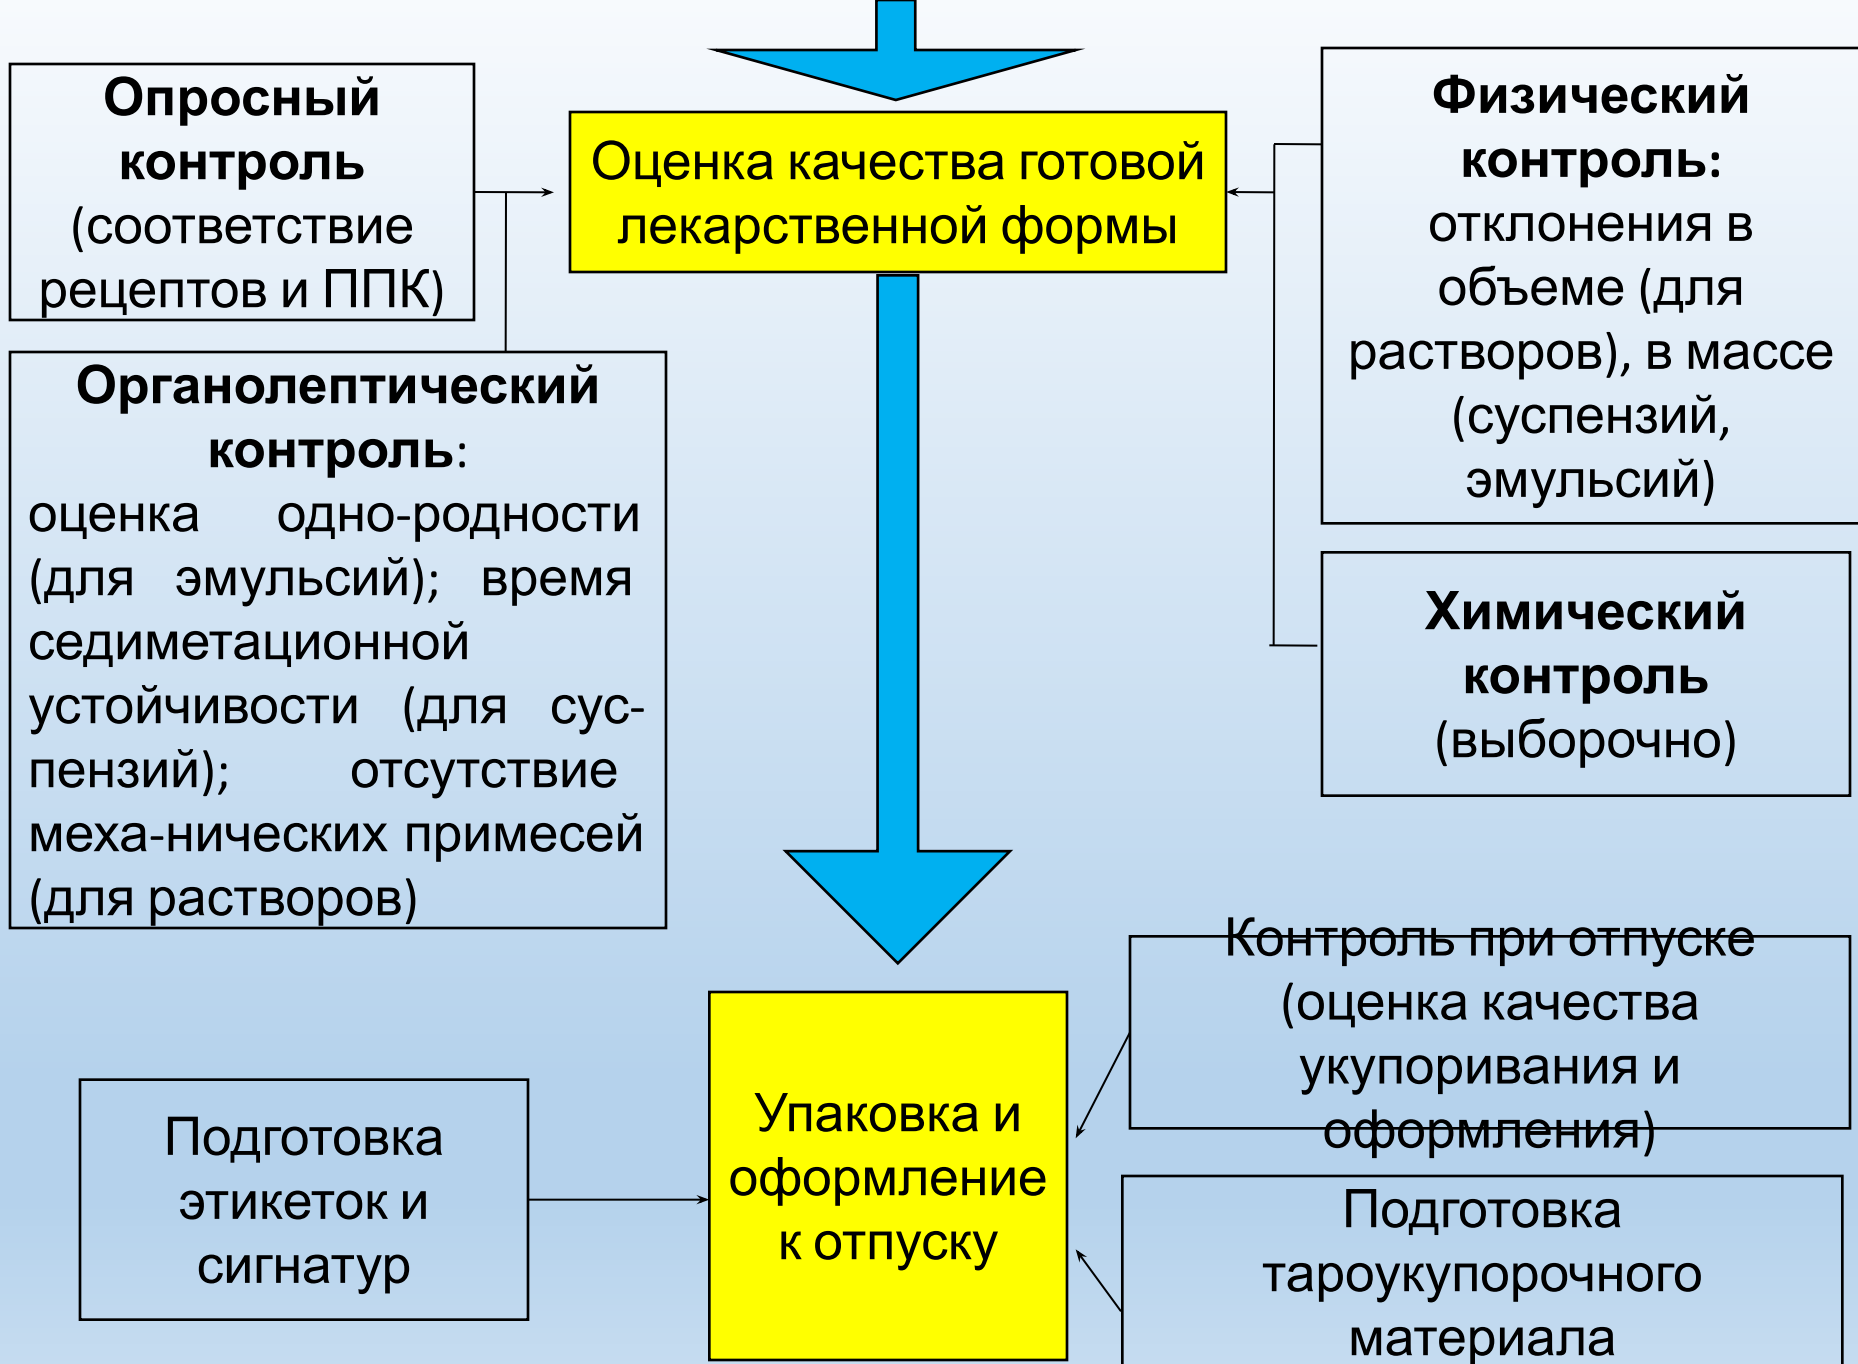 Опросный
контроль
(соответствие
рецептов и ППК)
Оценка качества готовой
лекарственной формы
Физический
контроль:
отклонения в
объеме (для
растворов), в массе
(суспензий,
эмульсий)
Органолептический
контроль:
оценка одно-родности
(для эмульсий); время
седиметационной
устойчивости (для сус-
пензий); отсутствие
меха-нических примесей
(для растворов)
Химический
контроль
(выборочно)
Контроль при отпуске
(оценка качества
укупоривания и
оформления)
Подготовка
этикеток и
сигнатур
Упаковка и
оформление
к отпуску
Подготовка
тароукупорочного
материала